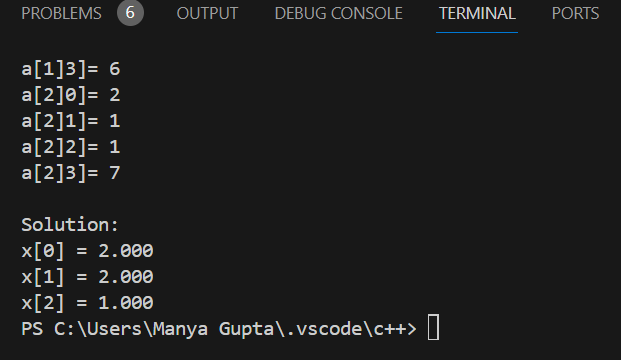 PROBLEMS 6 OUTPUT DEBUG CONSOLE TERMINAL PORTS
a[1]3]= 6
a[2]0]= 2
a[2]1]= 1
a[2]2]= 1
a[2]3]= 7
Solution:
x[0] = 2.000
x[1] = 2.000
x[2] = 1.000
PS C:\Users\Manya Gupta\.vscode\c++>